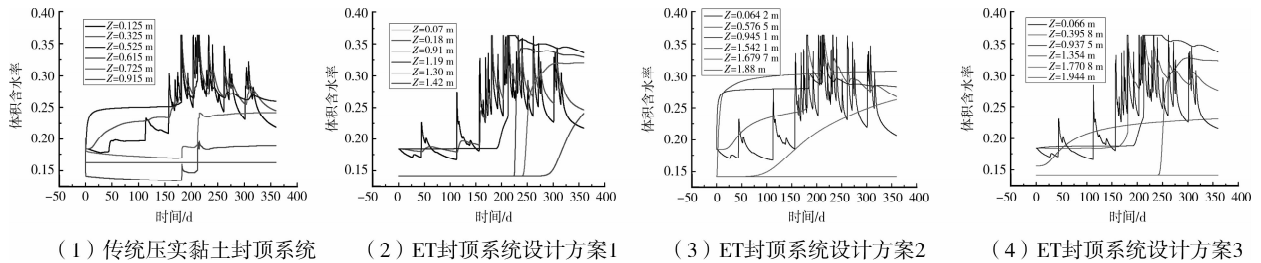 0.40
0.35
0.30
0.25
0.20
0.15
体积含水率
Z=0.125 m
Z=0.325 m
Z=0.525 m
Z=0.615 m
Z=0.725 m
Z=0.915 m
-50 0 50 100 150 200 250 300 350 400
时间/d
（1）传统压实黏土封顶系统
0.40
0.35
0.30
0.25
0.20
0.15
体积含水率
Z=0.07 m
Z=0.18 m
Z=0.91 m
Z=1.19 m
Z=1.30 m
Z=1.42 m
-50 0 50 100 150 200 250 300 350 400
时间/d
（2）ET封顶系统设计方案1
0.40
0.35
0.30
0.25
0.20
0.15
体积含水率
Z=0.064 2 m
Z=0.576 5 m
Z=0.945 1 m
Z=1.542 1 m
Z=1.679 7 m
Z=1.88 m
-50 0 50 100 150 200 250 300 350 400
时间/d
（3）ET封顶系统设计方案2
0.40
0.35
0.30
0.25
0.20
0.15
体积含水率
Z=0.066 m
Z=0.395 8 m
Z=0.937 5 m
Z=1.354 m
Z=1.770 8 m
Z=1.944 m
-50 0 50 100 150 200 250 300 350 400
时间/d
（4）ET封顶系统设计方案3